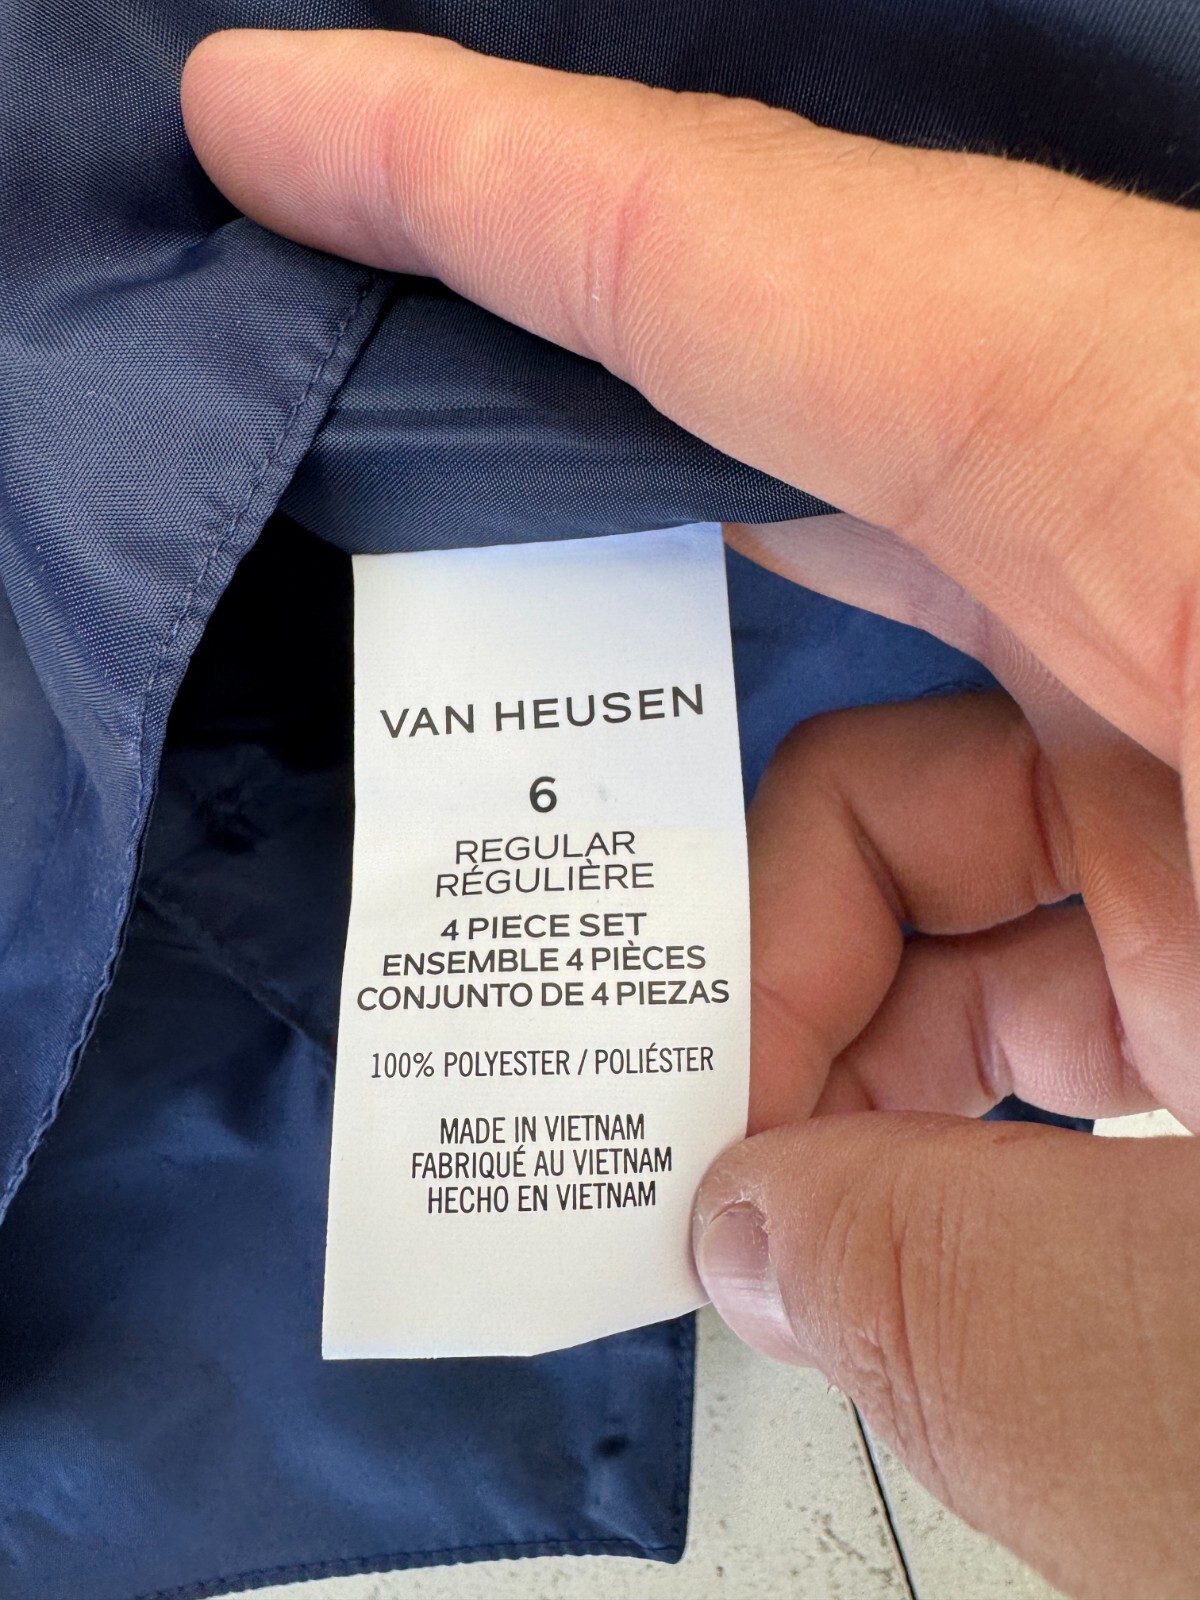 VAN HEUSEN
6
REGULAR
RÉGULIÈRE
4 PIECE SET
ENSEMBLE 4 PIÈCES
CONJUNTO DE 4 PIEZAS
100% POLYESTER / POLIÉSTER
MADE IN VIETNAM
FABRIQUÉ AU VIETNAM
HECHO EN VIETNAM